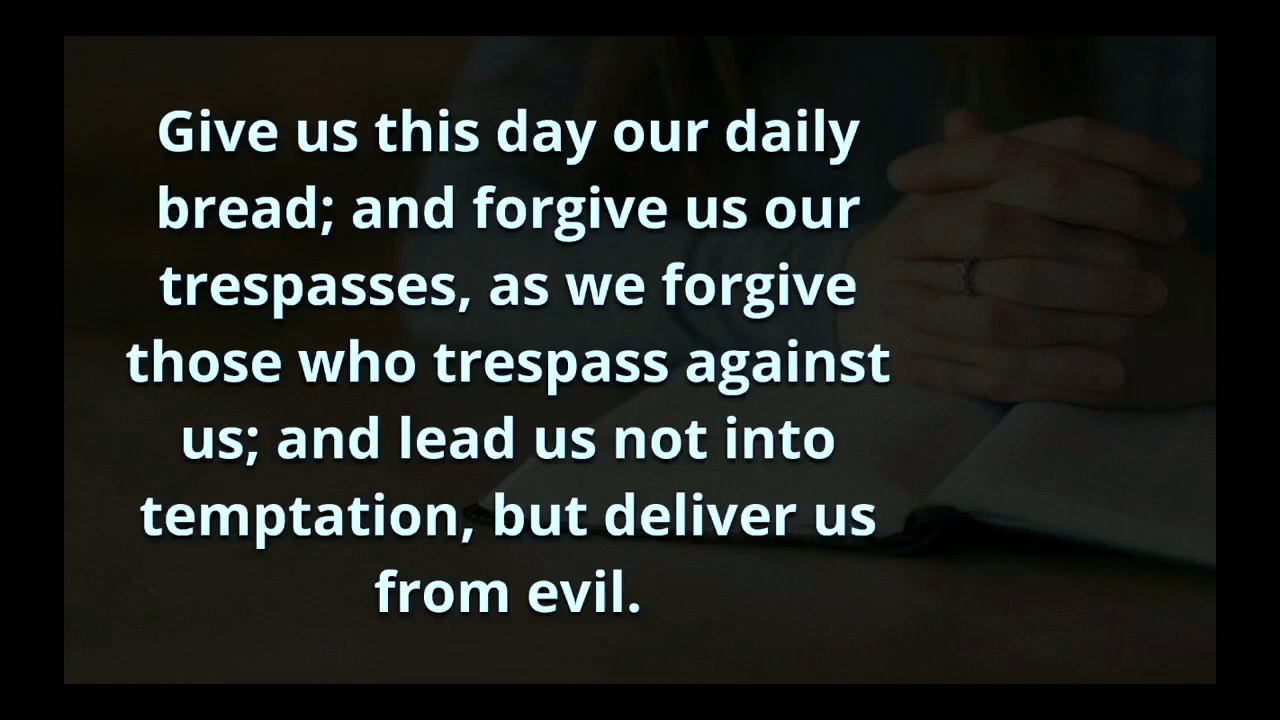 Give us this day our daily
bread; and forgive us our
trespasses, as we forgive
those who trespass against
us; and lead us not into
temptation, but deliver us
from evil.